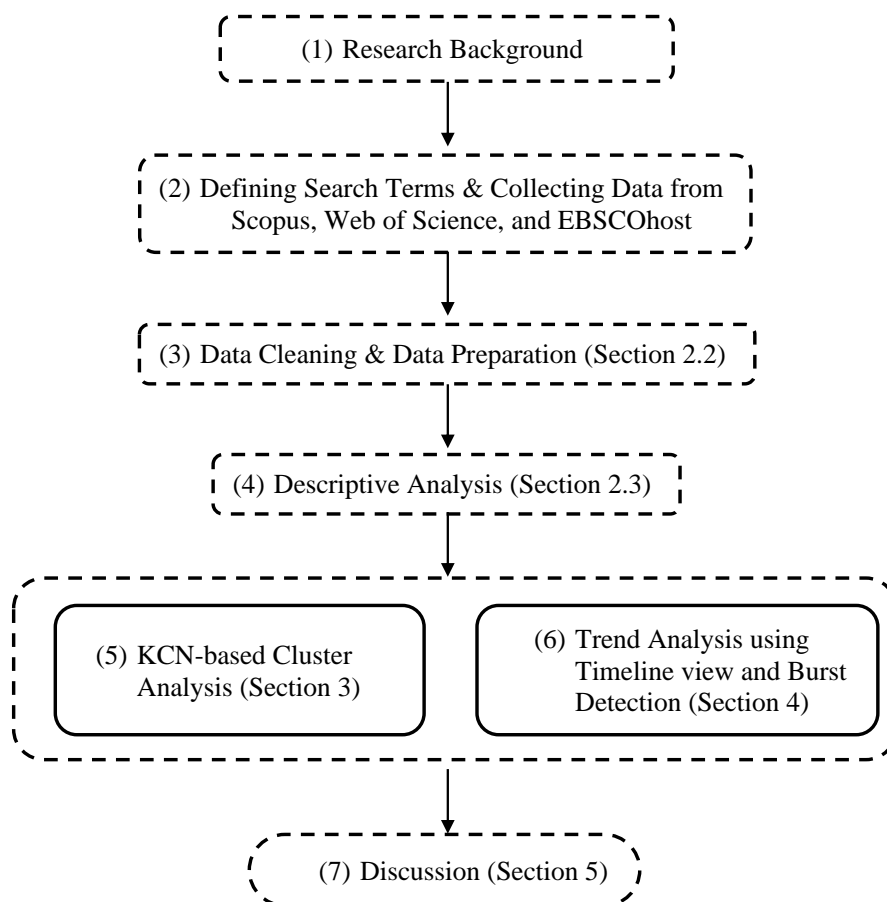 (1) Research Background
(2) Defining Search Terms & Collecting Data from
Scopus, Web of Science, and EBSCOhost
(3) Data Cleaning & Data Preparation (Section 2.2)
(4) Descriptive Analysis (Section 2.3)
(5) KCN-based Cluster
Analysis (Section 3)
(6) Trend Analysis using
Timeline view and Burst
Detection (Section 4)
(7) Discussion (Section 5)